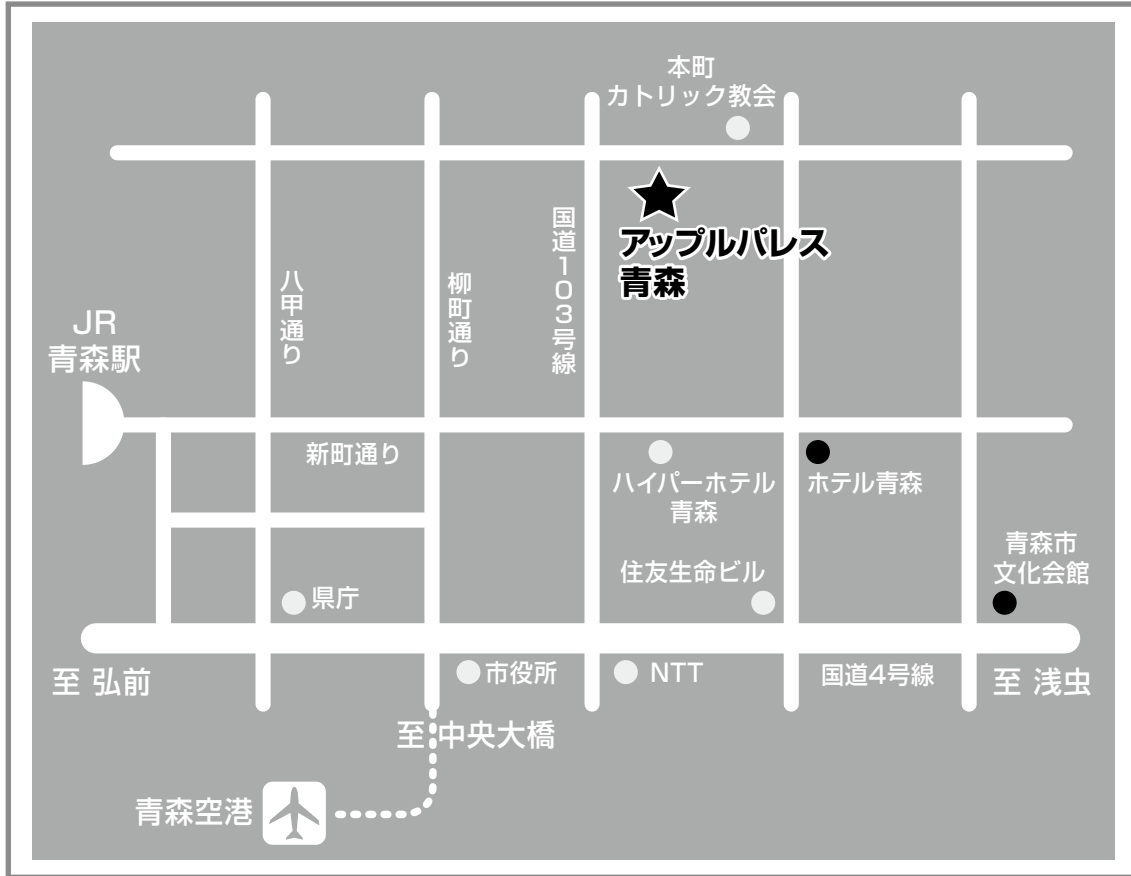 本町
カトリック教会
アップルパレス
青森
国道103号線
柳町通り
八甲通り
JR
青森駅
新町通り
ハイパーホテル
青森
ホテル青森
青森市
文化会館
住友生命ビル
県庁
至 弘前
市役所
NTT
国道4号線
至 浅虫
至 中央大橋
青森空港